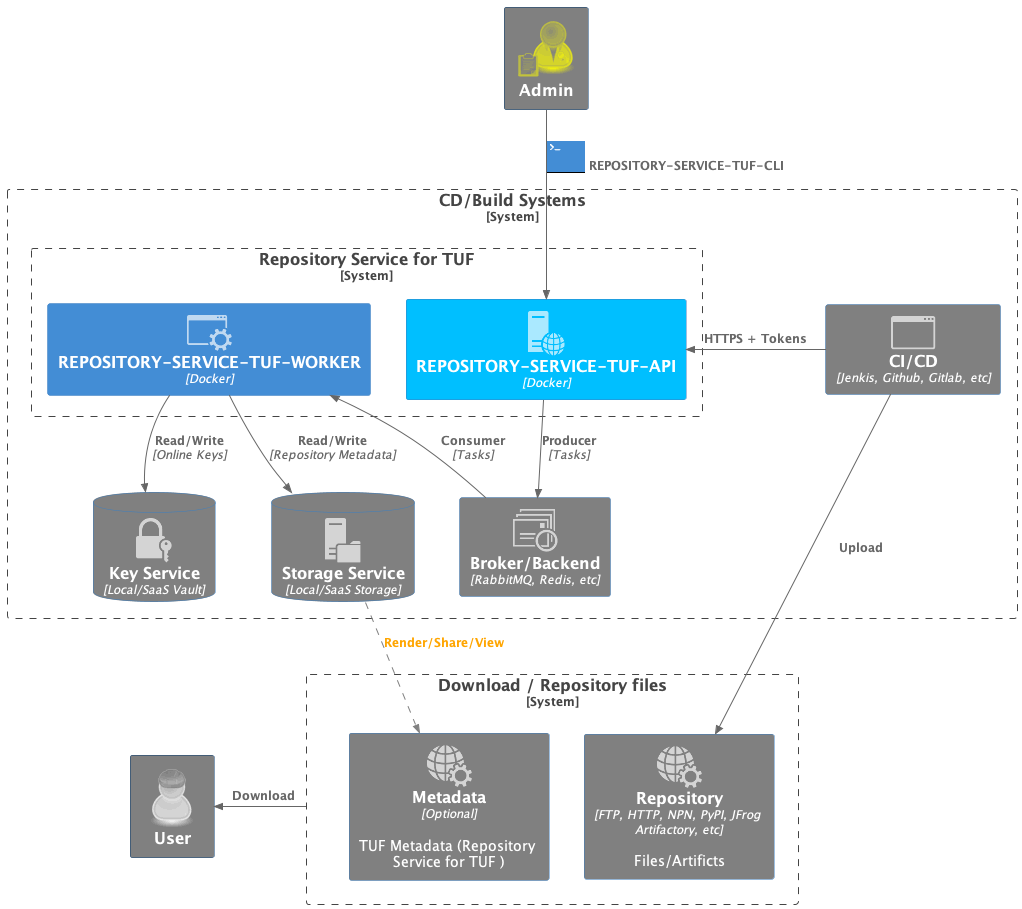 Admin
>_
REPOSITORY-SERVICE-TUF-CLI
CD/Build Systems
[System]
Repository Service for TUF
[System]
REPOSITORY-SERVICE-TUF-WORKER
[Docker]
REPOSITORY-SERVICE-TUF-API
[Docker]
HTTPS + Tokens
CI/CD
[Jenkis, Github, Gitlab, etc]
Read/Write
[Online Keys]
Read/Write
[Repository Metadata]
Consumer
[Tasks]
Producer
[Tasks]
Key Service
[Local/SaaS Vault]
Storage Service
[Local/SaaS Storage]
Broker/Backend
[RabbitMQ, Redis, etc]
Upload
Render/Share/View
Download / Repository files
[System]
Download
User
Metadata
[Optional]
TUF Metadata (Repository
Service for TUF )
Repository
[FTP, HTTP, NPN, PyPI, JFrog
Artifactory, etc]
Files/Artificts